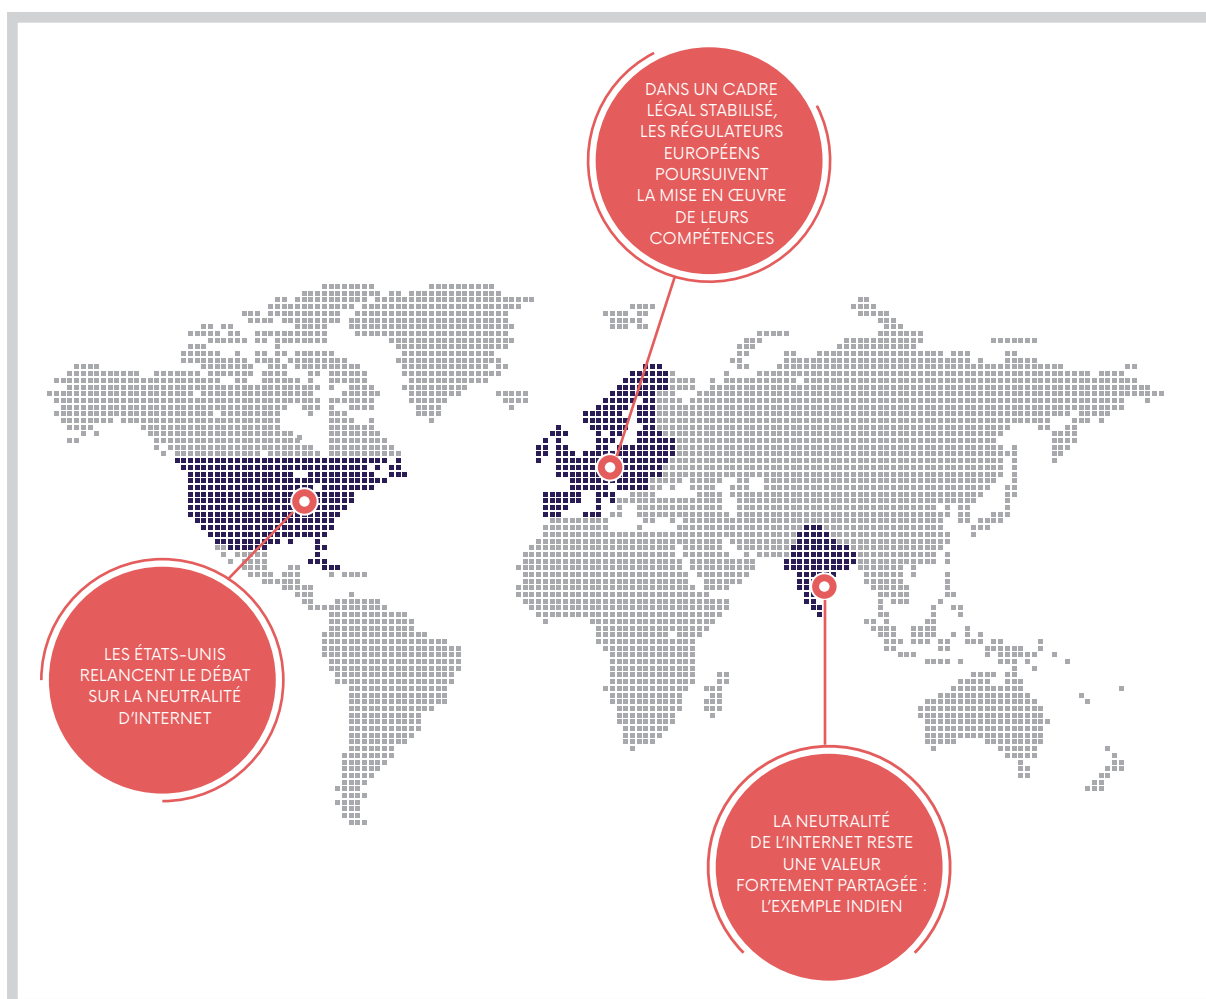 DANS UN CADRE
LÉGAL STABILISÉ,
LES RÉGULATEURS
EUROPÉENS
POURSUIVENT
LA MISE EN ŒUVRE
DE LEURS
COMPÉTENCES
LES ÉTATS-UNIS
RELANCENT LE DÉBAT
SUR LA NEUTRALITÉ
D’INTERNET
LA NEUTRALITÉ
DE L’INTERNET RESTE
UNE VALEUR
FORTEMENT PARTAGÉE :
L’EXEMPLE INDIEN